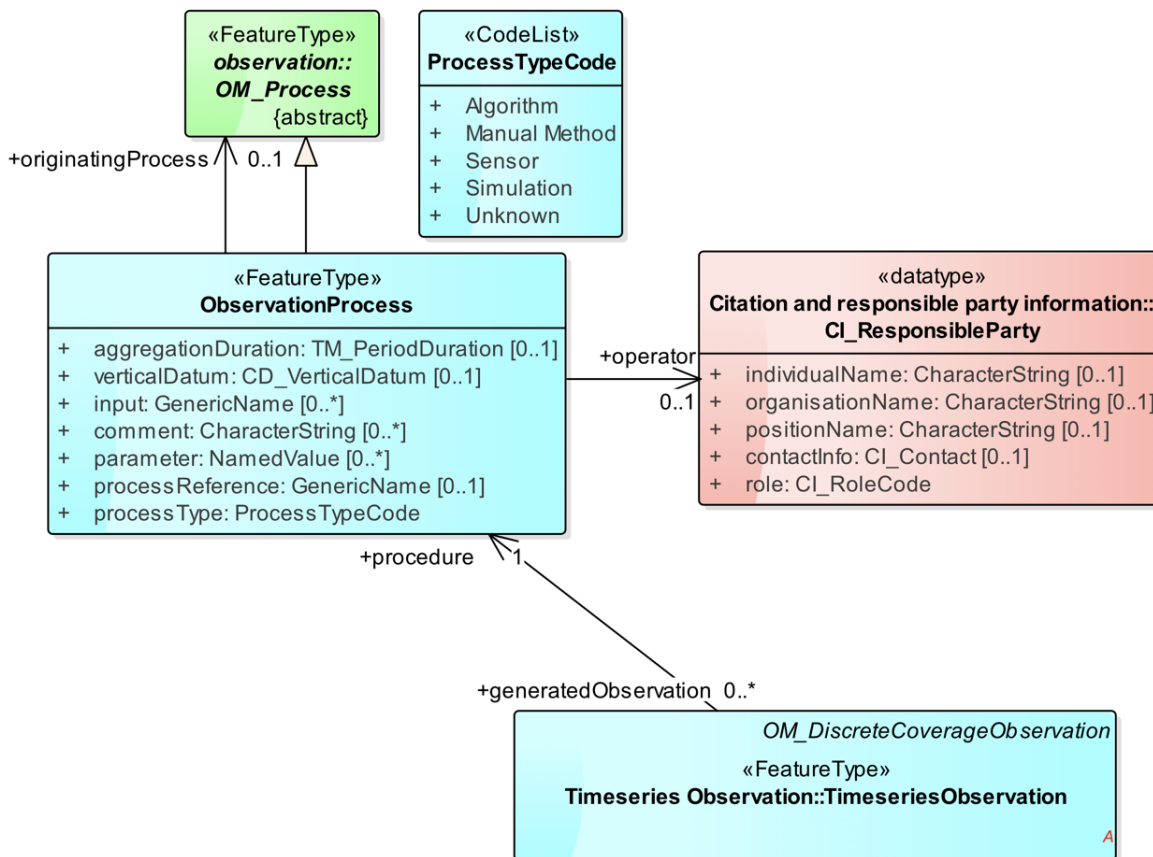 «FeatureType»
observation::
OM_Process
{abstract}
«CodeList»
ProcessTypeCode
+ Algorithm
+ Manual Method
+ Sensor
+ Simulation
+ Unknown
+originatingProcess 0..1
«FeatureType»
ObservationProcess
+ aggregationDuration: TM_PeriodDuration [0..1]
+ verticalDatum: CD_VerticalDatum [0..1]
+ input: GenericName [0..*]
+ comment: CharacterString [0..*]
+ parameter: NamedValue [0..*]
+ processReference: GenericName [0..1]
+ processType: ProcessTypeCode
+operator
0..1
«datatype»
Citation and responsible party information::
CI_ResponsibleParty
+ individualName: CharacterString [0..1]
+ organisationName: CharacterString [0..1]
+ positionName: CharacterString [0..1]
+ contactInfo: CI_Contact [0..1]
+ role: CI_RoleCode
+procedure 1
+generatedObservation 0..*
OM_DiscreteCoverageObservation
«FeatureType»
Timeseries Observation::TimeseriesObservation
A